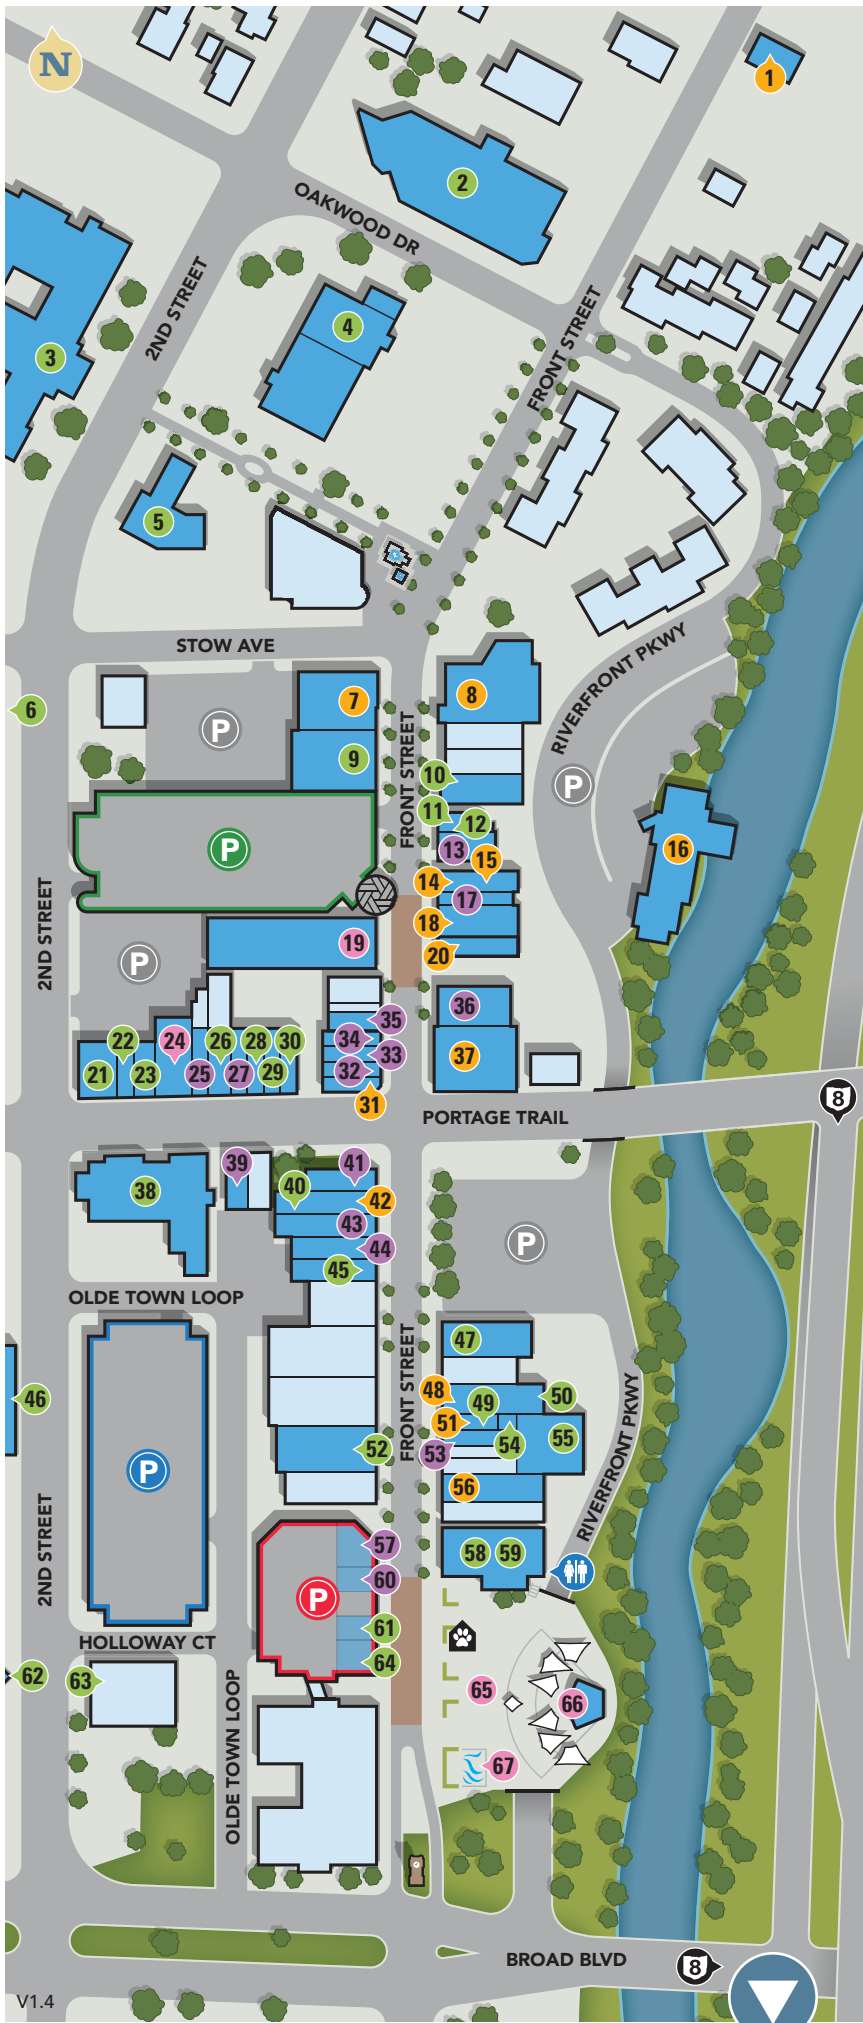 N
1
2
OAKWOOD DR
2ND STREET
3
4
FRONT STREET
5
STOW AVE
RIVERFRONT PKWY
6
7
8
P
9
FRONT STREET
10
P
11
12
P
13
15
16
14
17
2ND STREET
18
19
20
P
35
36
22
24
26
28
30
34
33
37
21
23
25
27
29
32
31
8
PORTAGE TRAIL
39
41
38
40
42
43
P
44
45
OLDE TOWN LOOP
47
46
48
50
49
FRONT STREET
51
52
53
54
55
P
RIVERFRONT PKWY
56
2ND STREET
57
58
59
60
P
61
HOLLOWAY CT
64
62
63
65
66
OLDE TOWN LOOP
67
BROAD BLVD
8
V1.4